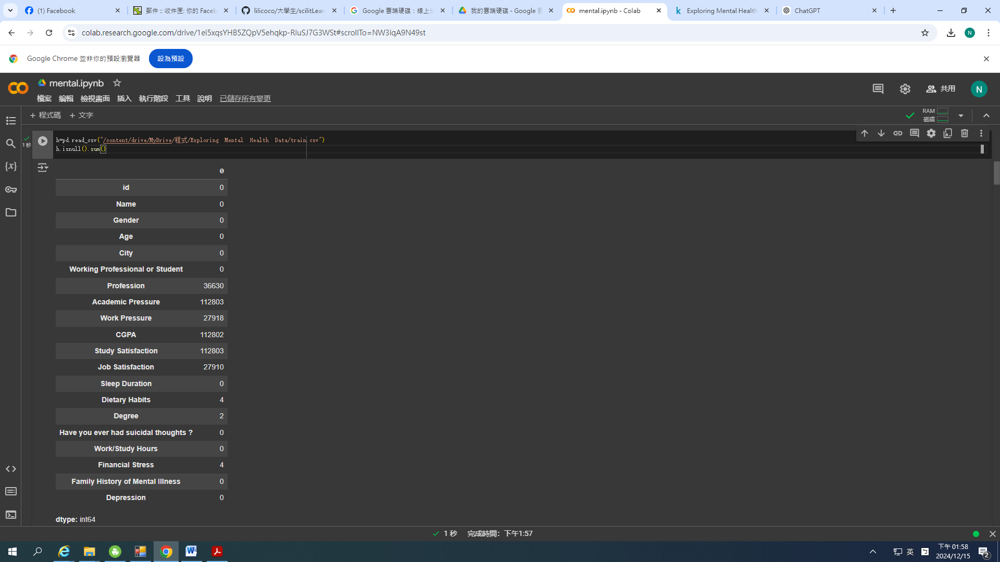 (1) Facebook
郵件 :: 收件匣: 你的 Faceb
lilicoco/大學生/scilitLear
Google 雲端硬碟：線上分
我的雲端硬碟 - Google 雲
mental.ipynb - Colab
Exploring Mental Health
ChatGPT
colab.research.google.com/drive/1ei5xqsYHB5ZQpV5ehqkp-RluSJ7G3WSt#scrollTo=NW3iqA9N49st
N
Google Chrome 並非你的預設瀏覽器
設為預設
mental.ipynb
檔案 編輯 檢視畫面 插入 執行階段 工具 說明 已儲存所有變更
共用
N
+ 程式碼 + 文字
RAM
磁碟
1 秒
h=pd.read_csv("/content/drive/MyDrive/程式/Exploring Mental Health Data/train.csv")
h.isnull().sum()
0
id 0
Name 0
Gender 0
Age 0
City 0
Working Professional or Student 0
Profession 36630
Academic Pressure 112803
Work Pressure 27918
CGPA 112802
Study Satisfaction 112803
Job Satisfaction 27910
Sleep Duration 0
Dietary Habits 4
Degree 2
Have you ever had suicidal thoughts ? 0
Work/Study Hours 0
Financial Stress 4
Family History of Mental Illness 0
Depression 0
dtype: int64
1 秒 完成時間：下午1:57
英
下午 01:58
2024/12/15
2